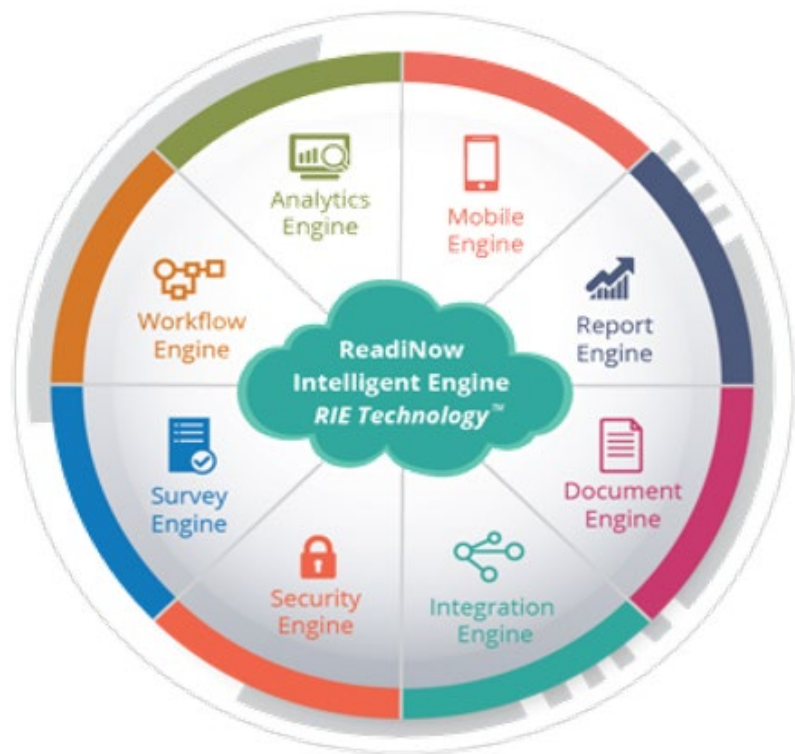 Analytics
Engine
Mobile
Engine
Workflow
Engine
Report
Engine
ReadiNow
Intelligent Engine
RIE Technology™
Survey
Engine
Document
Engine
Security
Engine
Integration
Engine